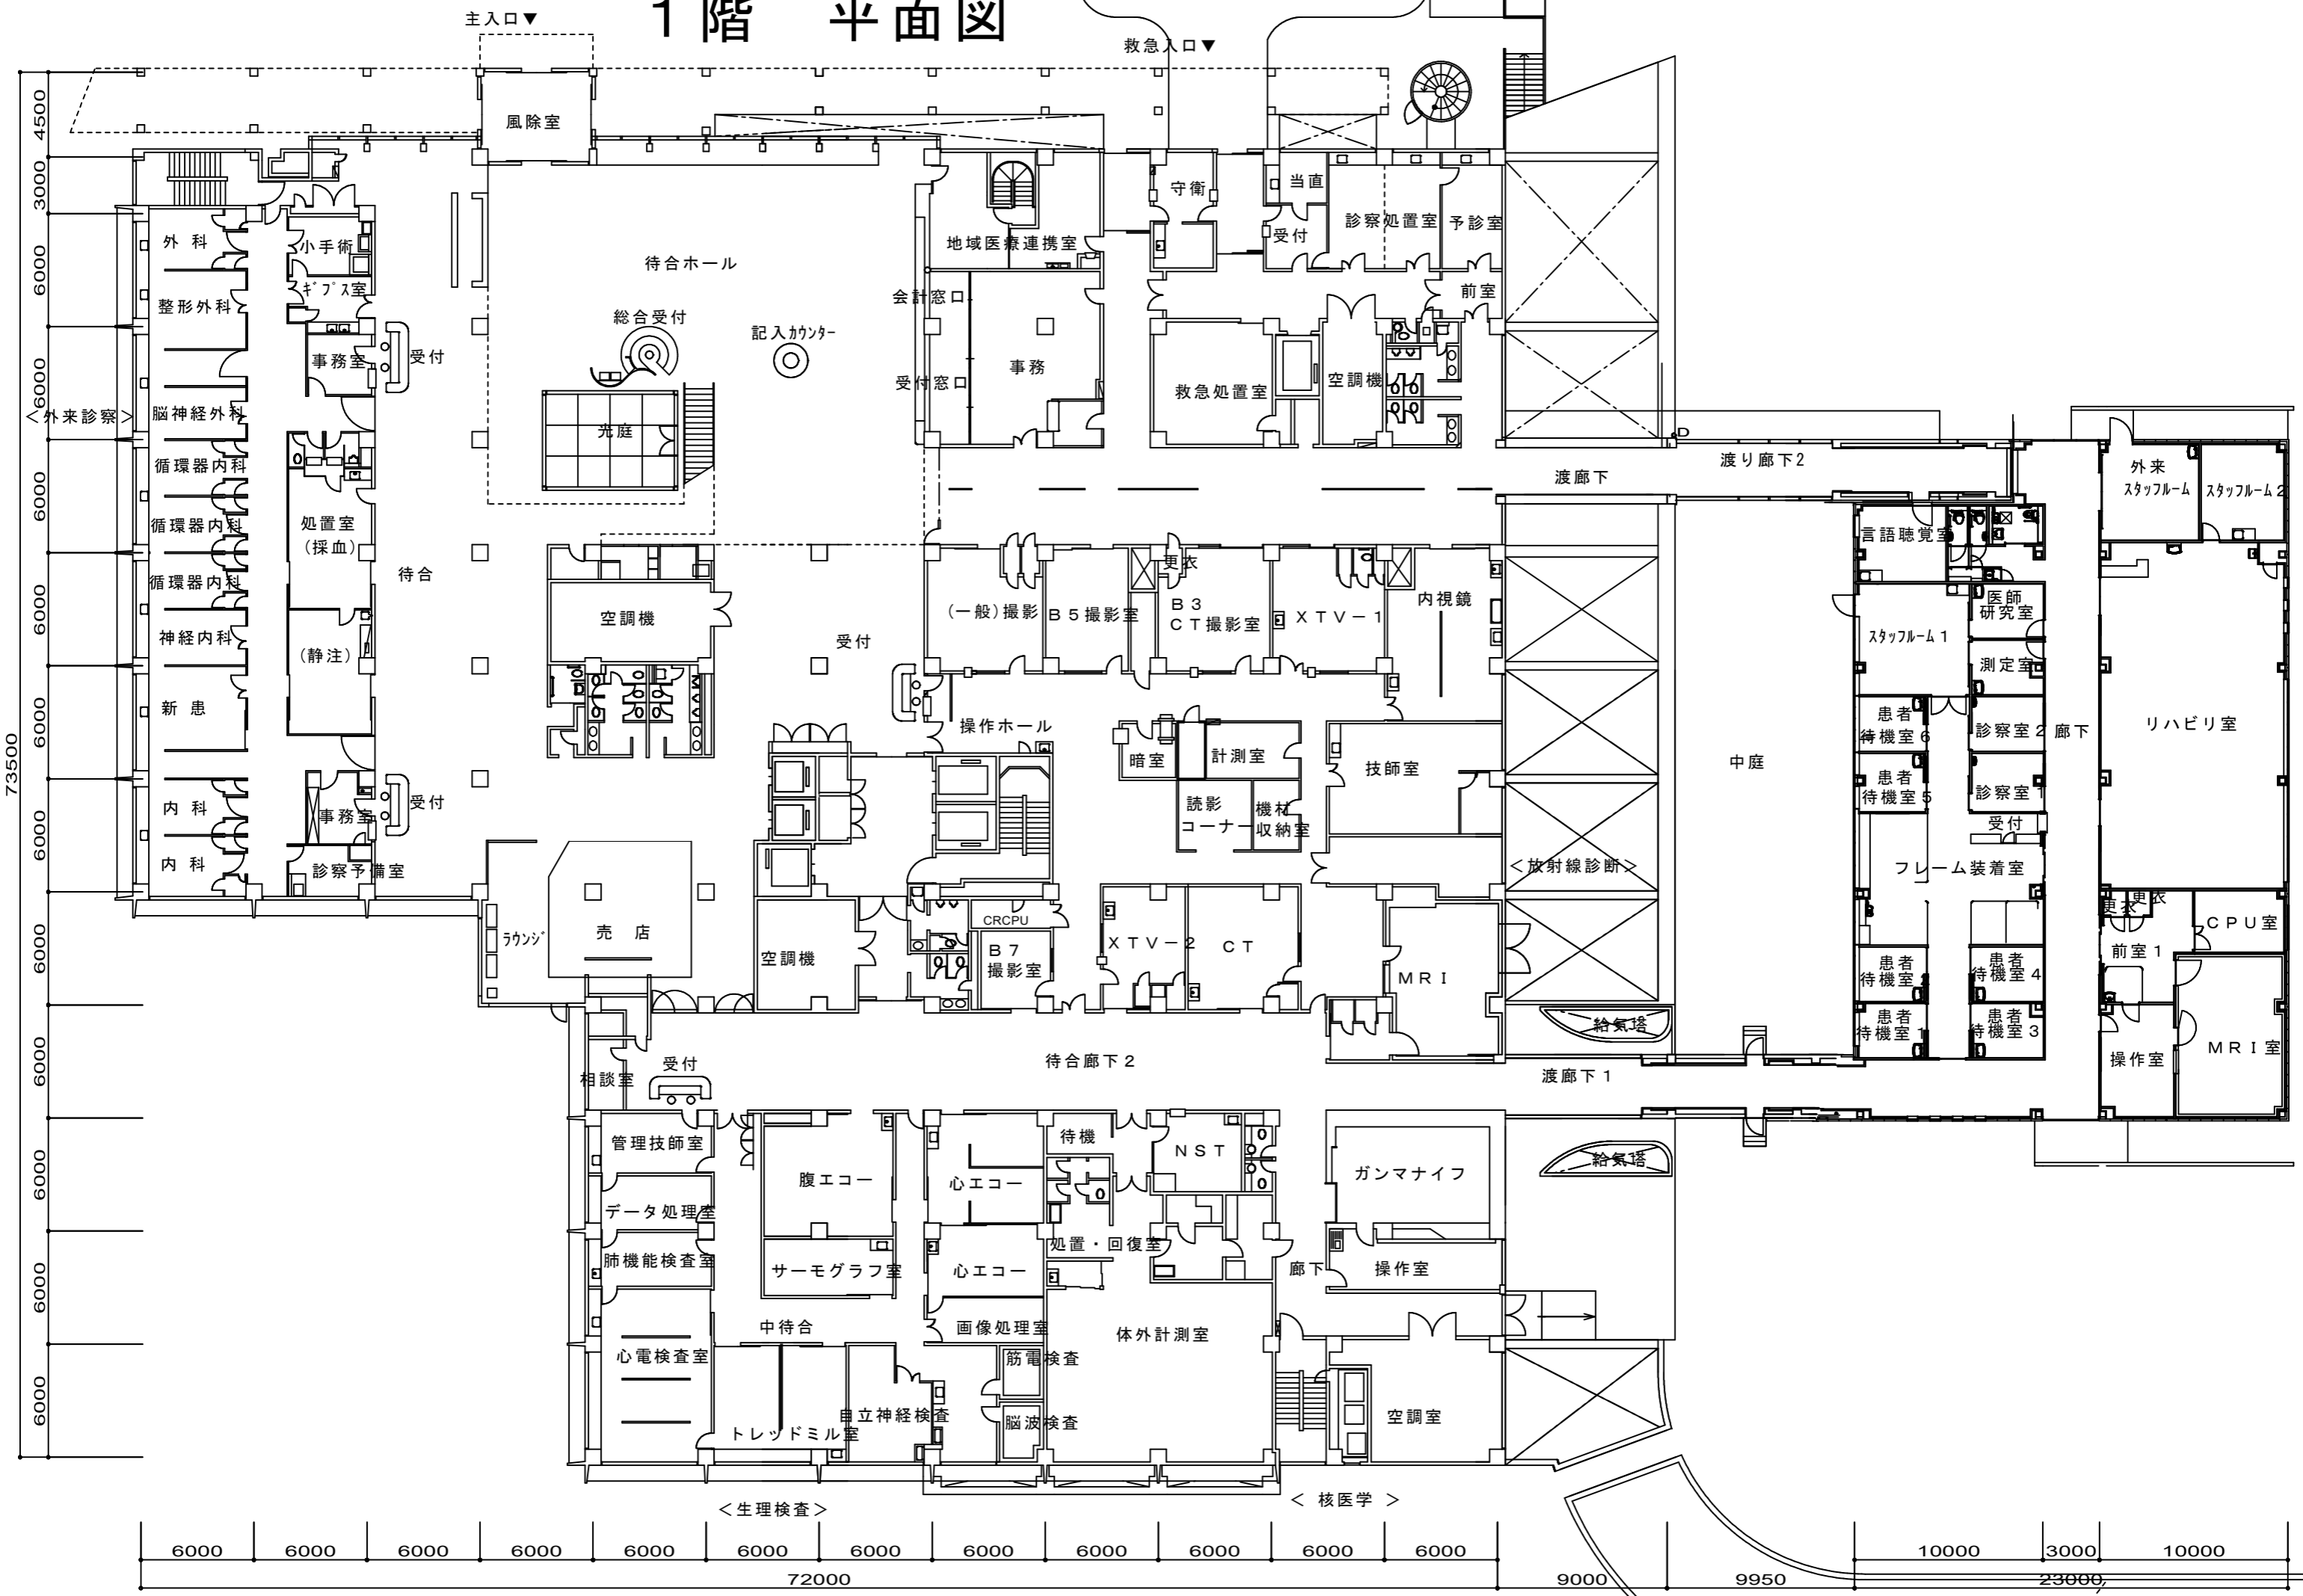 １階　平面図
主入口▼
救急入口▼
風除室
守衛
当直
受付
診察処置室
予診室
前室
地域医療連携室
会計窓口
受付窓口
事務
救急処置室
空調機
待合ホール
総合受付
記入ｶｳﾝﾀｰ
光庭
外科
小手術
ｷﾞﾌﾟｽ室
整形外科
事務室
受付
＜外来診察＞
脳神経外科
循環器内科
循環器内科
循環器内科
処置室
(採血)
(静注)
待合
神経内科
新患
内科
内科
事務室
受付
診察予備室
空調機
受付
(一般)撮影
Ｂ５撮影室
更衣
Ｂ３
ＣＴ撮影室
ＸＴＶ－１
内視鏡
操作ホール
暗室
計測室
読影
コーナー
機材
収納室
技師室
＜放射線診断＞
ﾗｳﾝｼﾞ
売店
空調機
CRCPU
Ｂ７
撮影室
ＸＴＶ－２
ＣＴ
ＭＲＩ
給気塔
給気塔
待合廊下２
渡廊下１
渡廊下
渡り廊下2
D
中庭
外来
ｽﾀｯﾌﾙｰﾑ
ｽﾀｯﾌﾙｰﾑ２
言語聴覚室
医師
研究室
ｽﾀｯﾌﾙｰﾑ１
測定室
患者
待機室６
診察室２
廊下
リハビリ室
患者
待機室５
診察室１
受付
フレーム装着室
更衣
更衣
ＣＰＵ室
前室１
患者
待機室２
患者
待機室４
患者
待機室１
患者
待機室３
操作室
ＭＲＩ室
相談室
受付
管理技師室
データ処理室
肺機能検査室
心電検査室
腹エコー
サーモグラフ室
中待合
トレッドミル室
自立神経検査
心エコー
心エコー
画像処理室
筋電検査
脳波検査
待機
ＮＳＴ
処置・回復室
体外計測室
ガンマナイフ
廊下
操作室
空調室
＜生理検査＞
＜ 核医学 ＞
4500
3000
6000
6000
6000
6000
6000
6000
6000
6000
6000
6000
6000
73500
6000
6000
6000
6000
6000
6000
6000
6000
6000
6000
6000
6000
10000
3000
10000
72000
9000
9950
23000